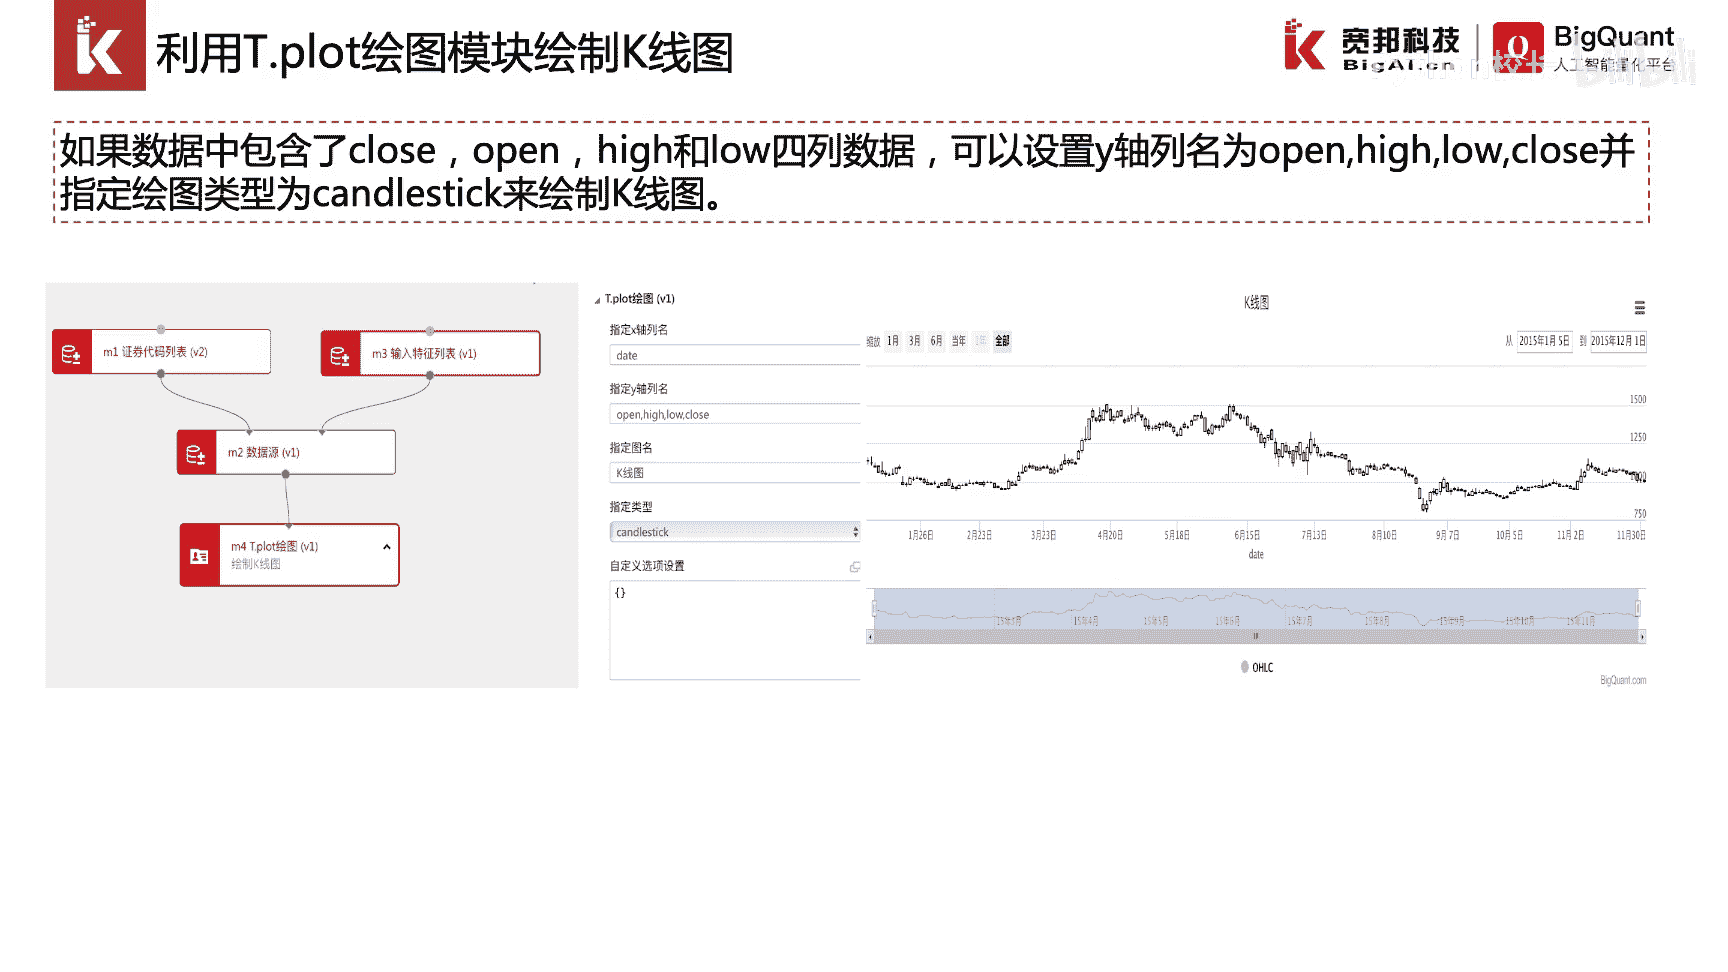 利用T.plot绘图模块绘制K线图
宽邦科技
BigAI.cn
BigQuant
人工智能量化平台
如果数据中包含了close，open，high和low四列数据，可以设置y轴列名为open,high,low,close并
指定绘图类型为candlestick来绘制K线图。
m1 证券代码列表 (v2)
m3 输入特征列表 (v1)
m2 数据源 (v1)
m4 T.plot绘图 (v1)
绘制K线图
T.plot绘图 (v1)
指定x轴列名
date
指定y轴列名
open,high,low,close
指定图名
K线图
指定类型
candlestick
自定义选项设置
{}
K线图
缩放 1月 3月 6月 当年 1年 全部
从 2015年1月5日 到 2015年12月1日
1500
1250
1000
750
1月26日 2月23日 3月23日 4月20日 5月18日 6月15日 7月13日 8月10日 9月7日 10月5日 11月2日 11月30日
date
15年3月 15年4月 15年5月 15年6月 15年7月 15年8月 15年9月 15年10月 15年11月
OHLC
BigQuant.com